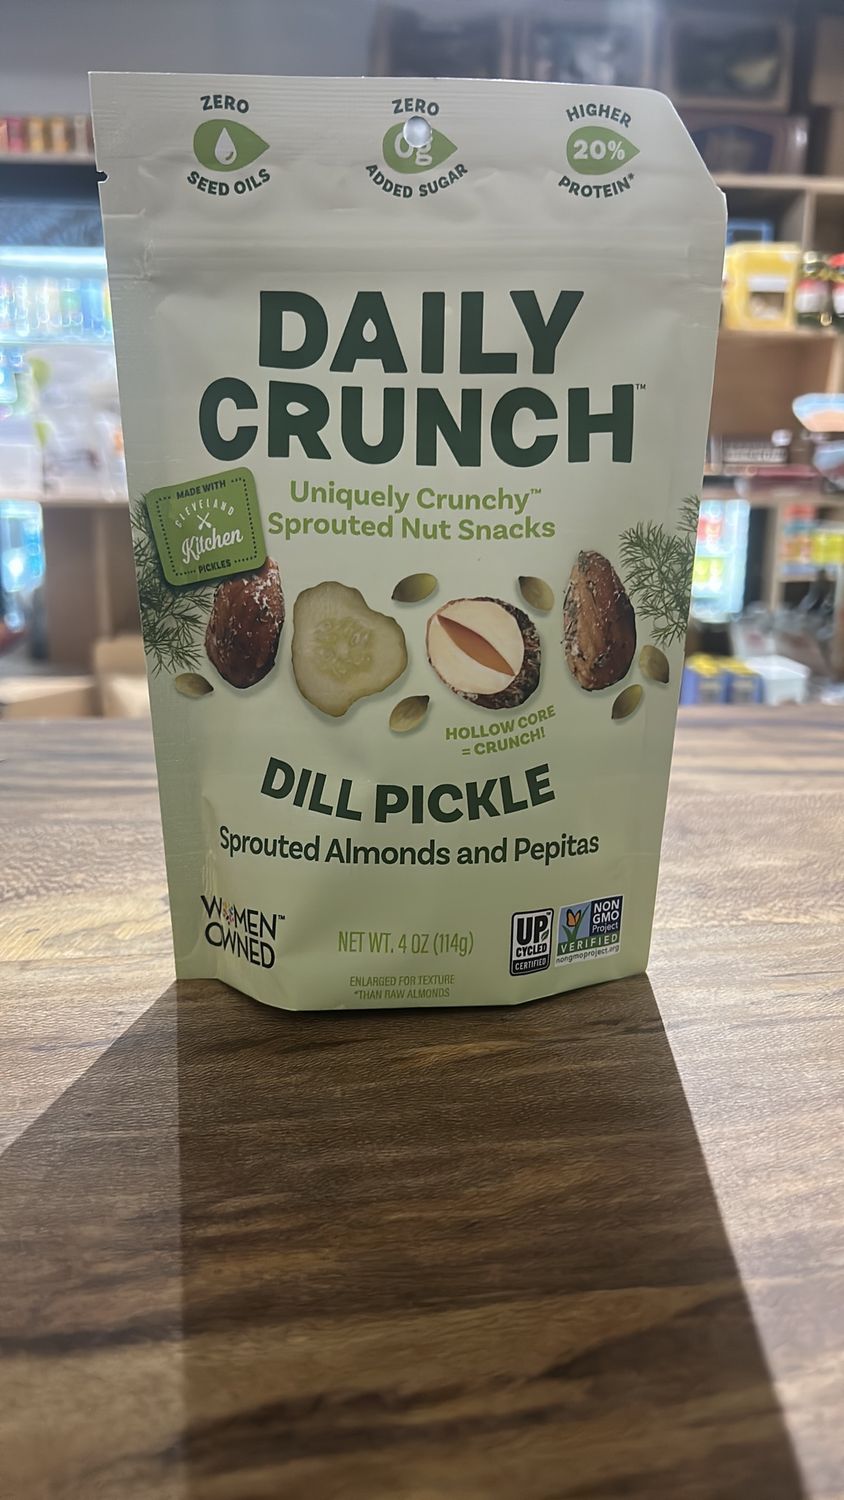 ZERO
SEED OILS
ZERO
0g
ADDED SUGAR
HIGHER
20%
PROTEIN*
DAILY
CRUNCH™
Uniquely Crunchy™
Sprouted Nut Snacks
MADE WITH
CLEVELAND
Kitchen
PICKLES
HOLLOW CORE
= CRUNCH!
DILL PICKLE
Sprouted Almonds and Pepitas
WOMEN™
OWNED
NET WT. 4 OZ (114g)
ENLARGED FOR TEXTURE
*THAN RAW ALMONDS
UP
CYCLED
CERTIFIED
NON
GMO
Project
VERIFIED
nongmoproject.org